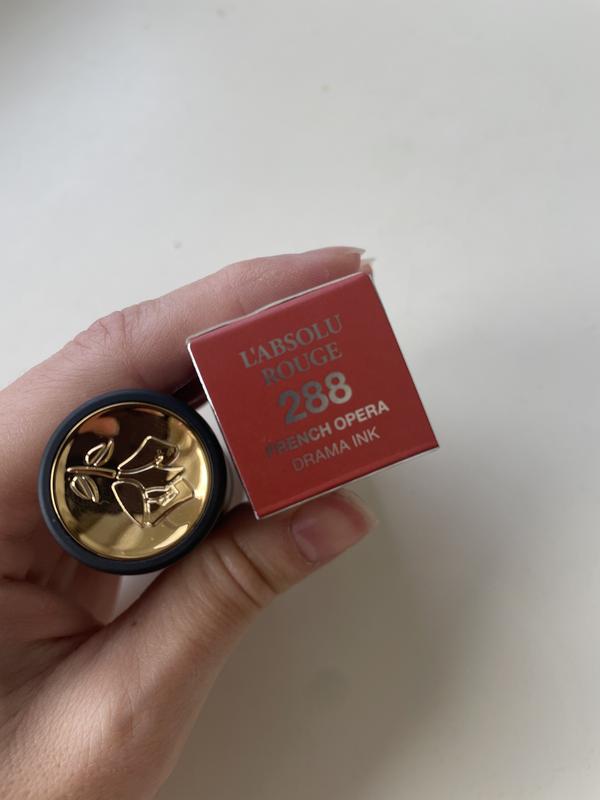 L'ABSOLU
ROUGE
288
FRENCH OPERA
DRAMA INK